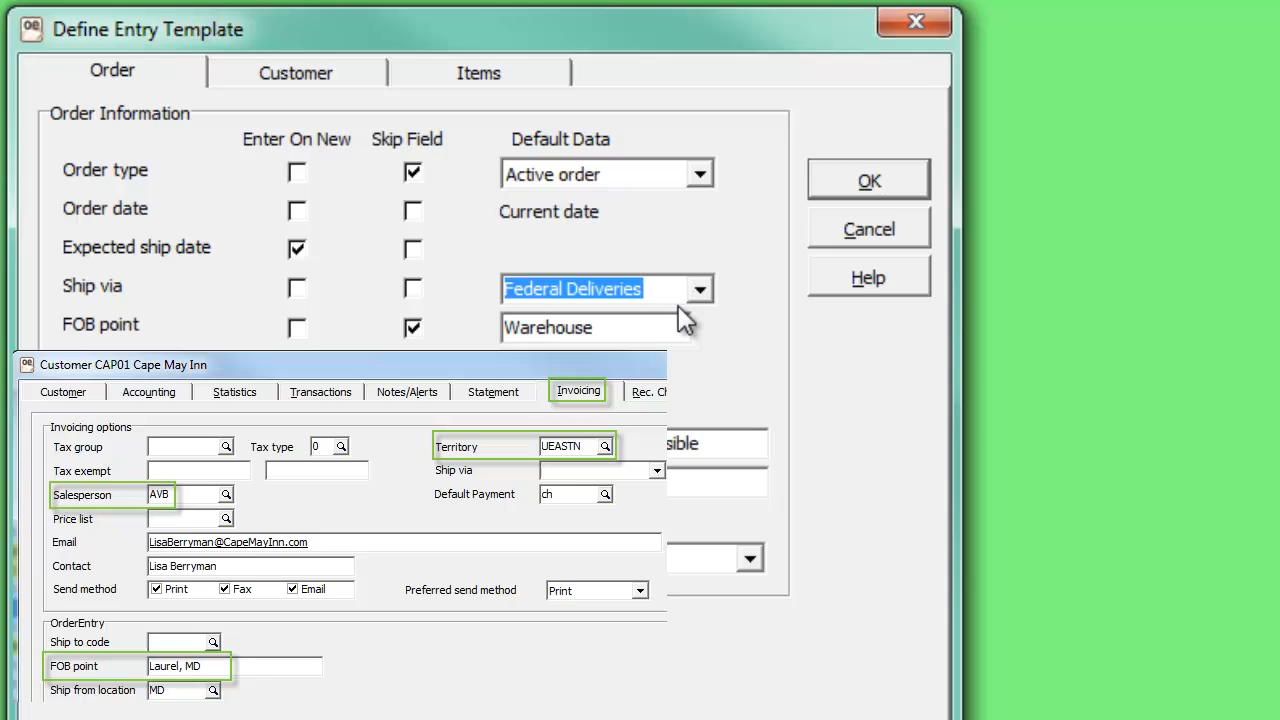 Define Entry Template
Order Customer Items
Order Information
Enter On New Skip Field Default Data
Order type Active order
Order date Current date
Expected ship date
Ship via Federal Deliveries
FOB point Warehouse
OK
Cancel
Help
Customer CAP01 Cape May Inn
Customer Accounting Statistics Transactions Notes/Alerts Statement Invoicing Rec. Ch
Invoicing options
Tax group Tax type 0 Territory UEASTN
Tax exempt Ship via
Salesperson AVB Default Payment ch
Price list
Email LisaBerryman@CapeMayInn.com
Contact Lisa Berryman
Send method Print Fax Email Preferred send method Print
OrderEntry
Ship to code
FOB point Laurel, MD
Ship from location MD
sible